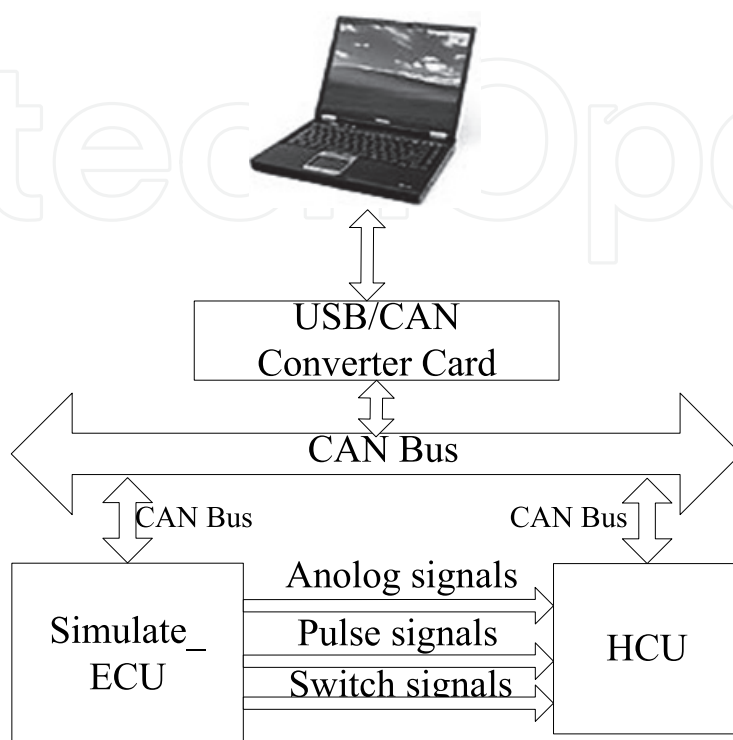 techOpe
USB/CAN
Converter Card
CAN Bus
CAN Bus
CAN Bus
Anolog signals
Pulse signals
Switch signals
Simulate_
ECU
HCU